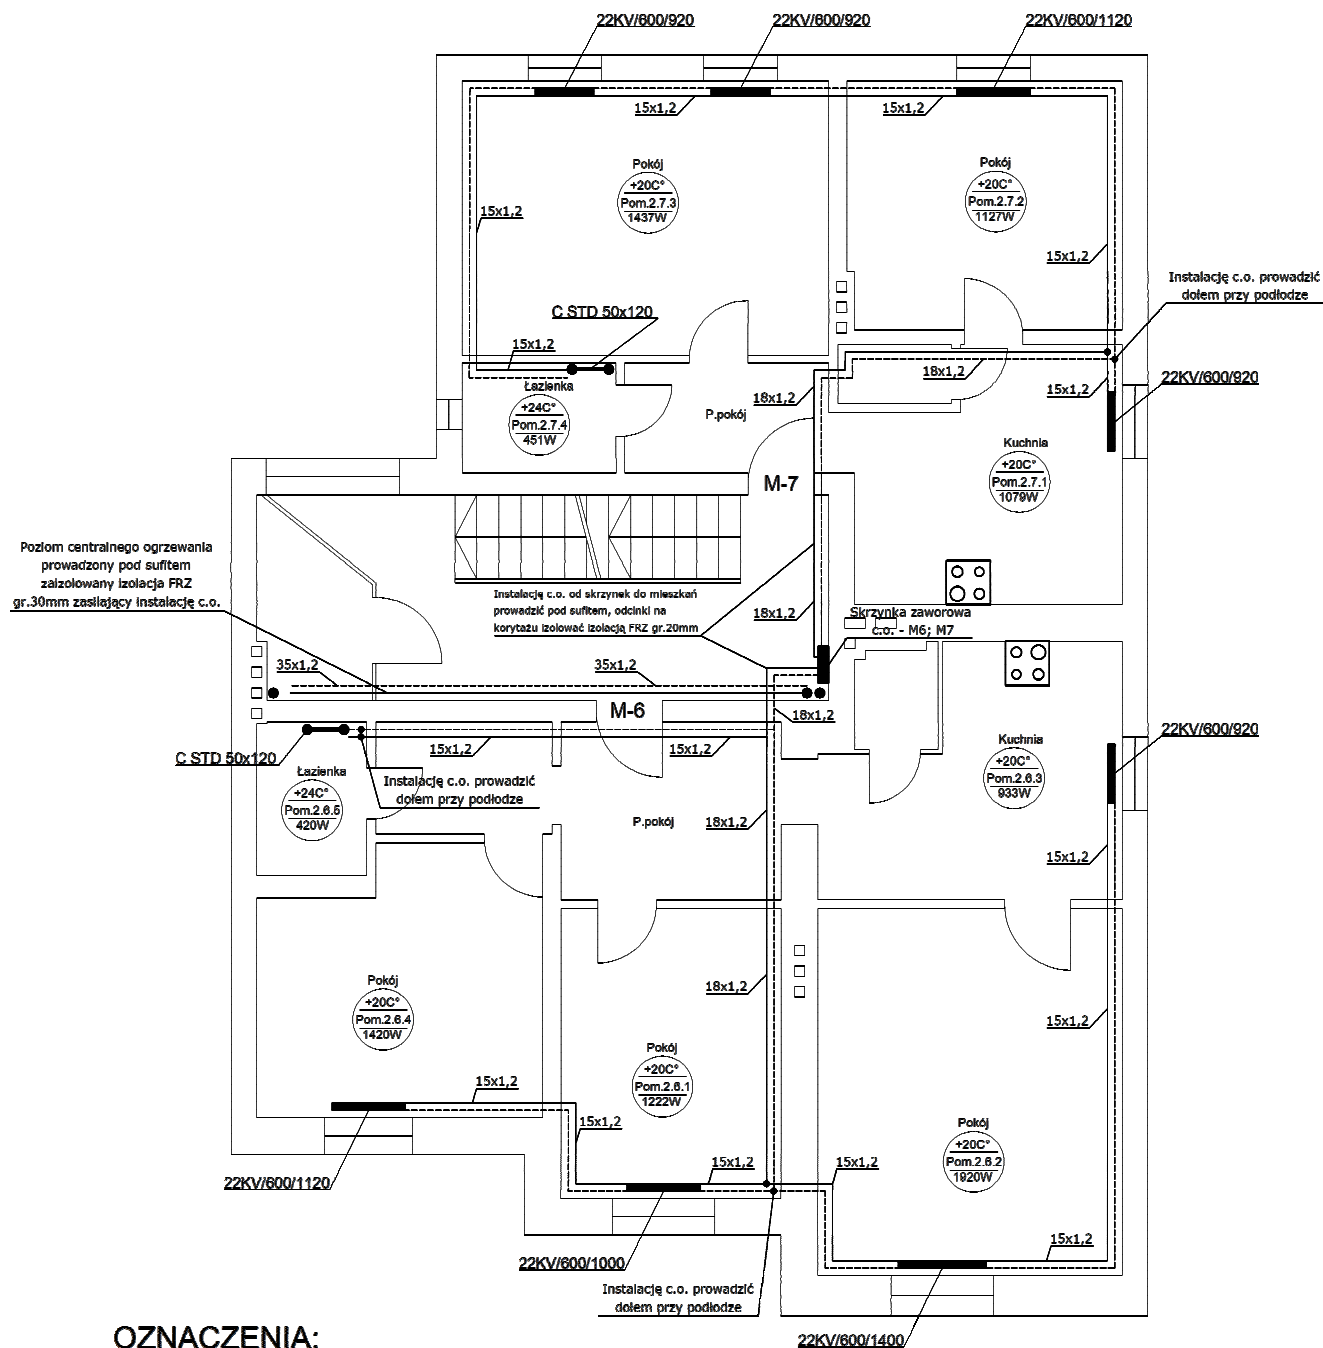 22KV/600/920
22KV/600/920
22KV/600/1120
15x1,2
15x1,2
Pokój
+20C°
Pom.2.7.3
1437W
Pokój
+20C°
Pom.2.7.2
1127W
15x1,2
15x1,2
Instalację c.o. prowadzić
dołem przy podłodze
C STD 50x120
15x1,2
18x1,2
15x1,2
22KV/600/920
Łazienka
+24C°
Pom.2.7.4
451W
18x1,2
P.pokój
Kuchnia
+20C°
Pom.2.7.1
1079W
M-7
Poziom centralnego ogrzewania
prowadzony pod sufitem
zaizolowany izolacja FRZ
gr.30mm zasilający instalację c.o.
Instalację c.o. od skrzynek do mieszkań
prowadzić pod sufitem, odcinki na
korytażu izolować izolacją FRZ gr.20mm
18x1,2
Skrzynka zaworowa
c.o. - M6; M7
35x1,2
35x1,2
M-6
18x1,2
C STD 50x120
15x1,2
15x1,2
22KV/600/920
Łazienka
+24C°
Pom.2.6.5
420W
Instalację c.o. prowadzić
dołem przy podłodze
Kuchnia
+20C°
Pom.2.6.3
933W
P.pokój
18x1,2
15x1,2
18x1,2
Pokój
+20C°
Pom.2.6.4
1420W
15x1,2
Pokój
+20C°
Pom.2.6.1
1222W
15x1,2
15x1,2
Pokój
+20C°
Pom.2.6.2
1920W
15x1,2
15x1,2
22KV/600/1120
15x1,2
22KV/600/1000
Instalację c.o. prowadzić
dołem przy podłodze
OZNACZENIA:
22KV/600/1400